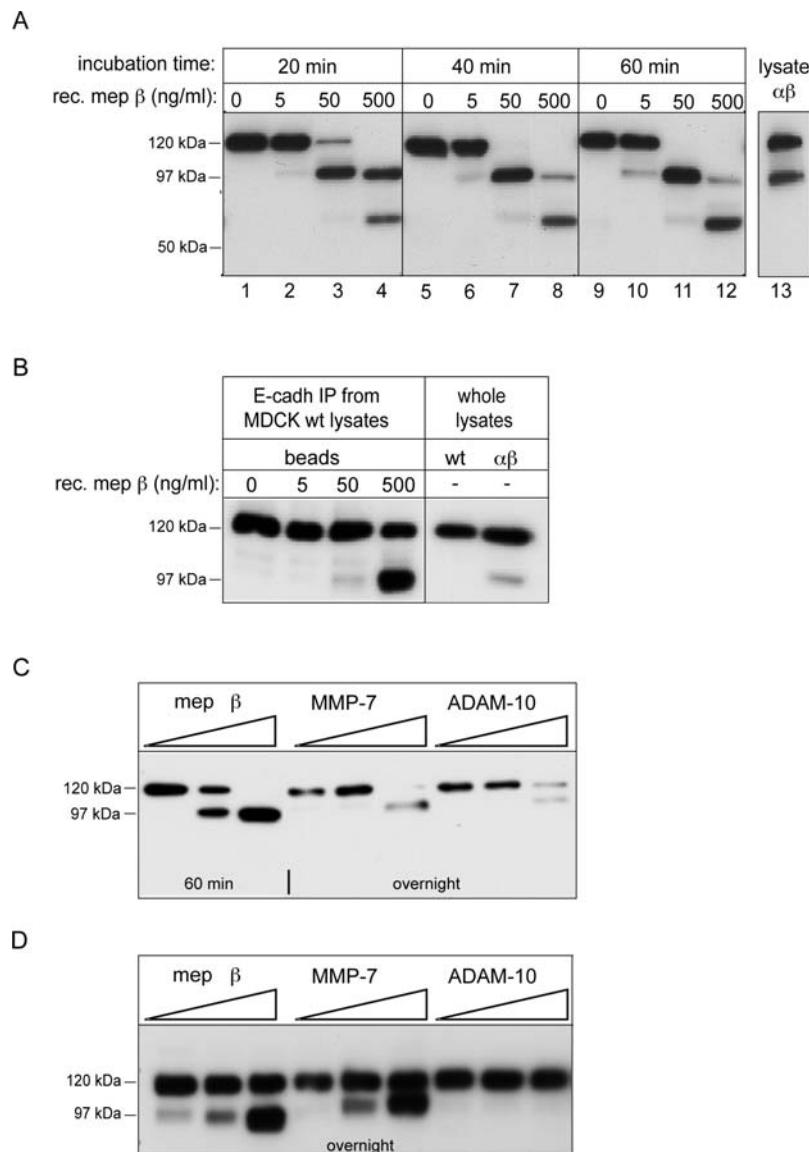 A
incubation time: 20 min 40 min 60 min lysate
rec. mep β (ng/ml): 0 5 50 500 0 5 50 500 0 5 50 500 αβ
120 kDa
97 kDa
50 kDa
1 2 3 4 5 6 7 8 9 10 11 12 13
B
E-cadh IP from MDCK wt lysates whole lysates
beads wt αβ
rec. mep β (ng/ml): 0 5 50 500 - -
120 kDa
97 kDa
C
mep β MMP-7 ADAM-10
120 kDa
97 kDa
60 min overnight
D
mep β MMP-7 ADAM-10
120 kDa
97 kDa
overnight